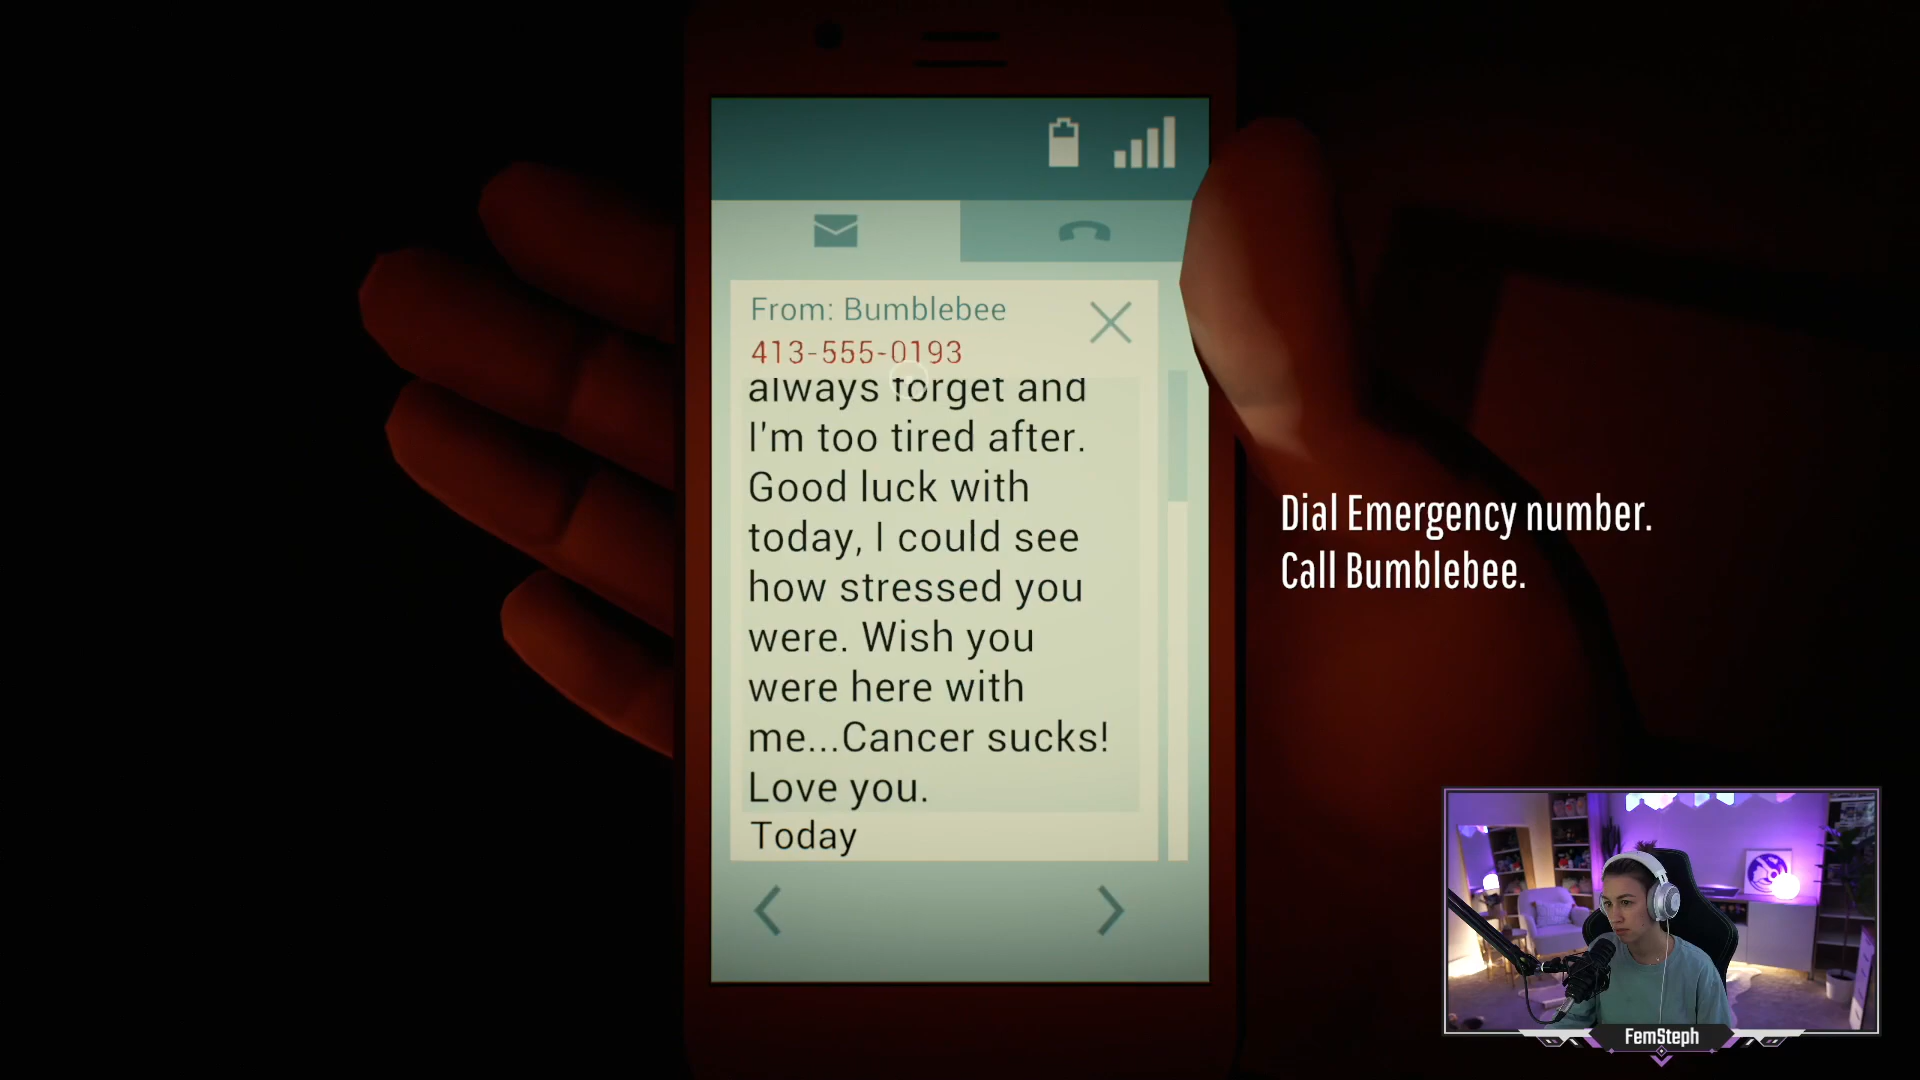 From: Bumblebee
413-555-0193
always forget and
I'm too tired after.
Good luck with
today, I could see
how stressed you
were. Wish you
were here with
me...Cancer sucks!
Love you.
Today
Dial Emergency number.
Call Bumblebee.
FemSteph